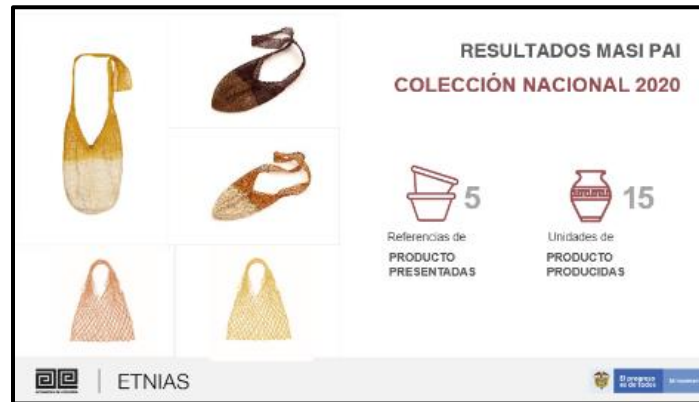 RESULTADOS MASI PAI
COLECCIÓN NACIONAL 2020
5
Referencias de
PRODUCTO
PRESENTADAS
15
Unidades de
PRODUCTO
PRODUCIDAS
ETNIAS
El progreso
es de todos